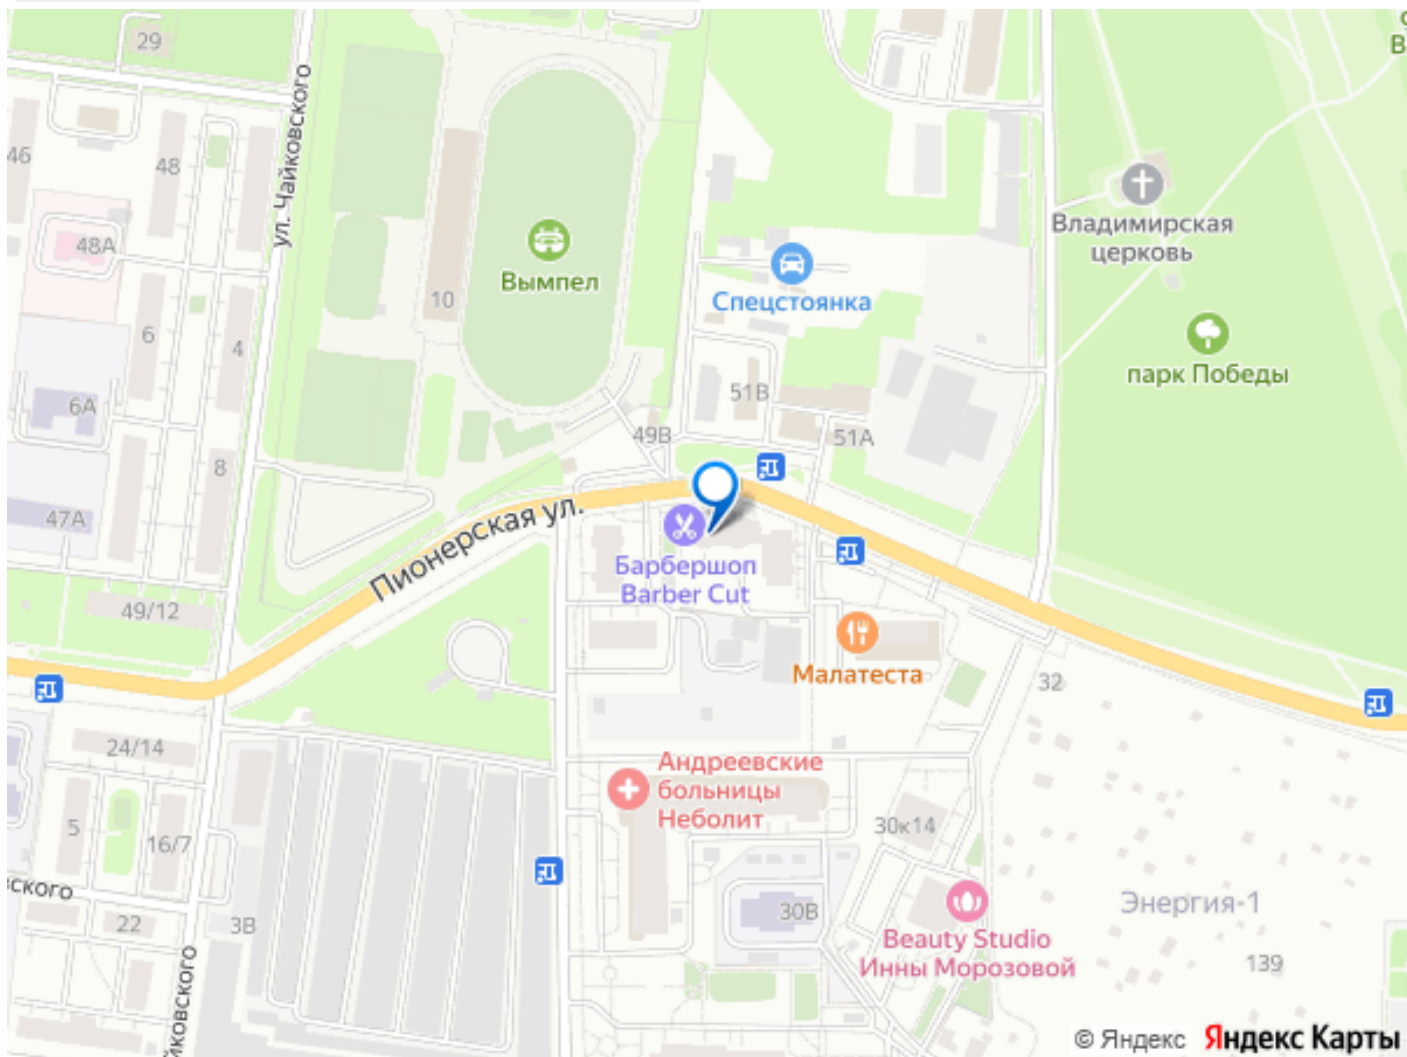 29
46
48
ул. Чайковского
48А
6
4
10
Вымпел
Спецстоянка
Владимирская
церковь
парк Победы
В
6А
8
47А
49В
51В
51А
Пионерская ул.
Барбершоп
Barber Cut
49/12
Малатеста
32
24/14
5
16/7
Андреевские
больницы
Неболит
30к14
ского
22
3В
30В
йковского
Beauty Studio
Инны Морозовой
Энергия-1
139
© Яндекс Яндекс Карты